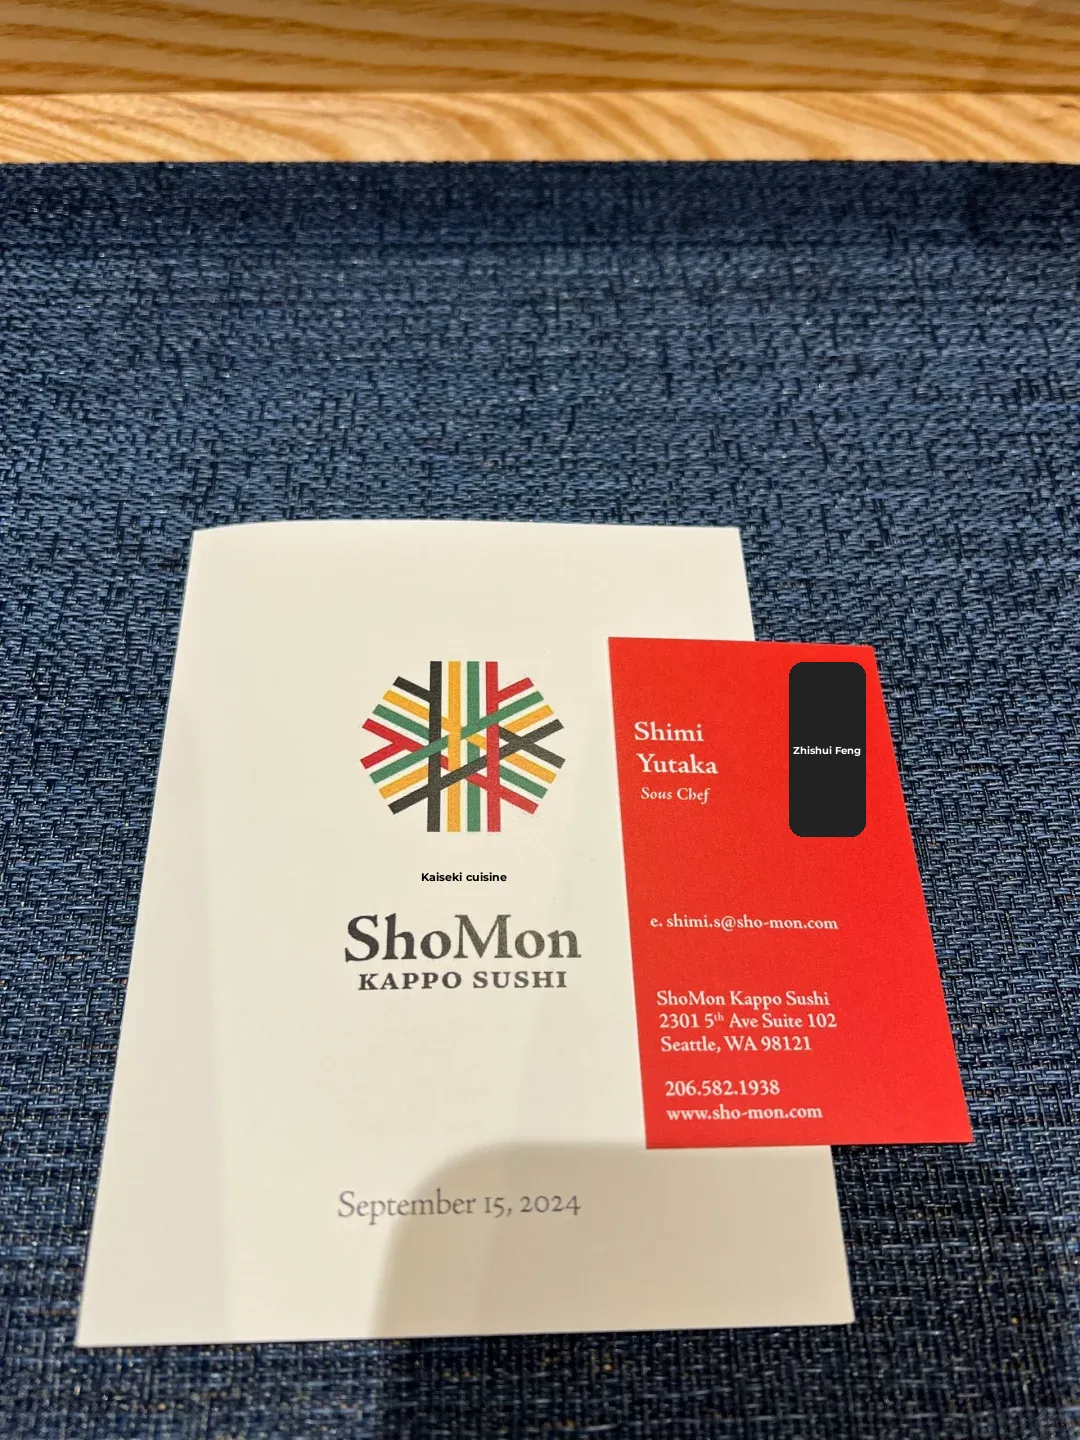 Kaiseki cuisine
ShoMon
KAPPO SUSHI
September 15, 2024
Shimi
Yutaka
Sous Chef
Zhishui Feng
e. shimi.s@sho-mon.com
ShoMon Kappo Sushi
2301 5th Ave Suite 102
Seattle, WA 98121
206.582.1938
www.sho-mon.com